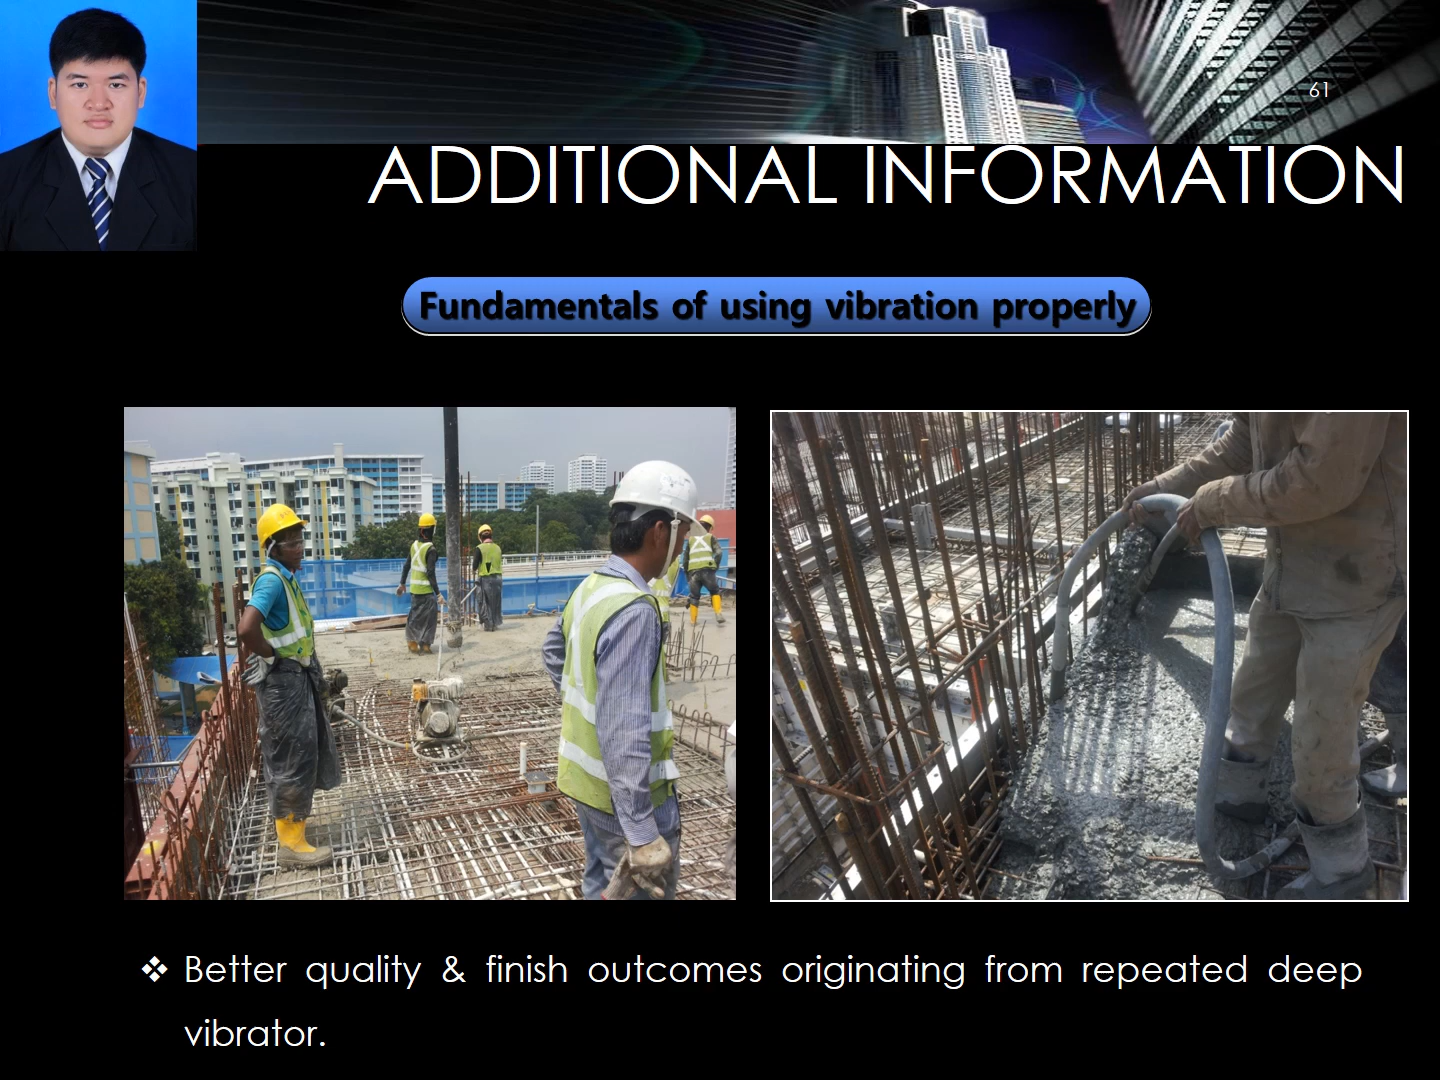 61
ADDITIONAL INFORMATION
Fundamentals of using vibration properly
❖ Better quality & finish outcomes originating from repeated deep
vibrator.